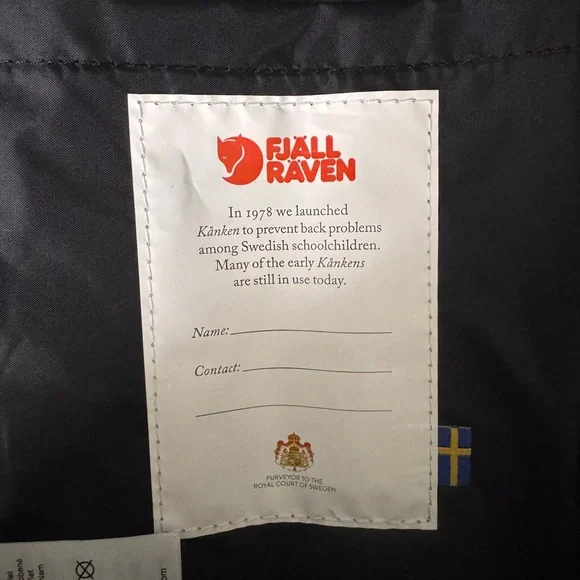 FJÄLL
RÄVEN
In 1978 we launched
Kånken to prevent back problems
among Swedish schoolchildren.
Many of the early Kånkens
are still in use today.
Name:
Contact:
PURVEYOR TO THE
ROYAL COURT OF SWEDEN